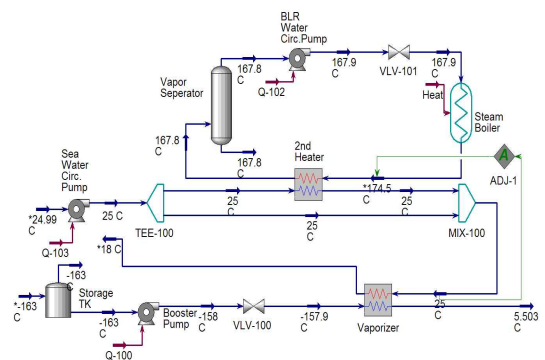 BLR
Water
Circ.Pump
167.8
C
167.9
C
VLV-101
167.9
C
Q-102
Vapor
Seperator
Heat
Steam
Boiler
167.8
C
167.8
C
2nd
Heater
A
ADJ-1
*174.5
C
Sea
Water
Circ.
Pump
*24.99
C
25 C
Q-103
TEE-100
25
C
25
C
25
C
MIX-100
*18 C
-163
C
*-163
C
Storage
TK
-163
C
Booster
Pump
Q-100
-158
C
VLV-100
-157.9
C
Vaporizer
25
C
5.503
C